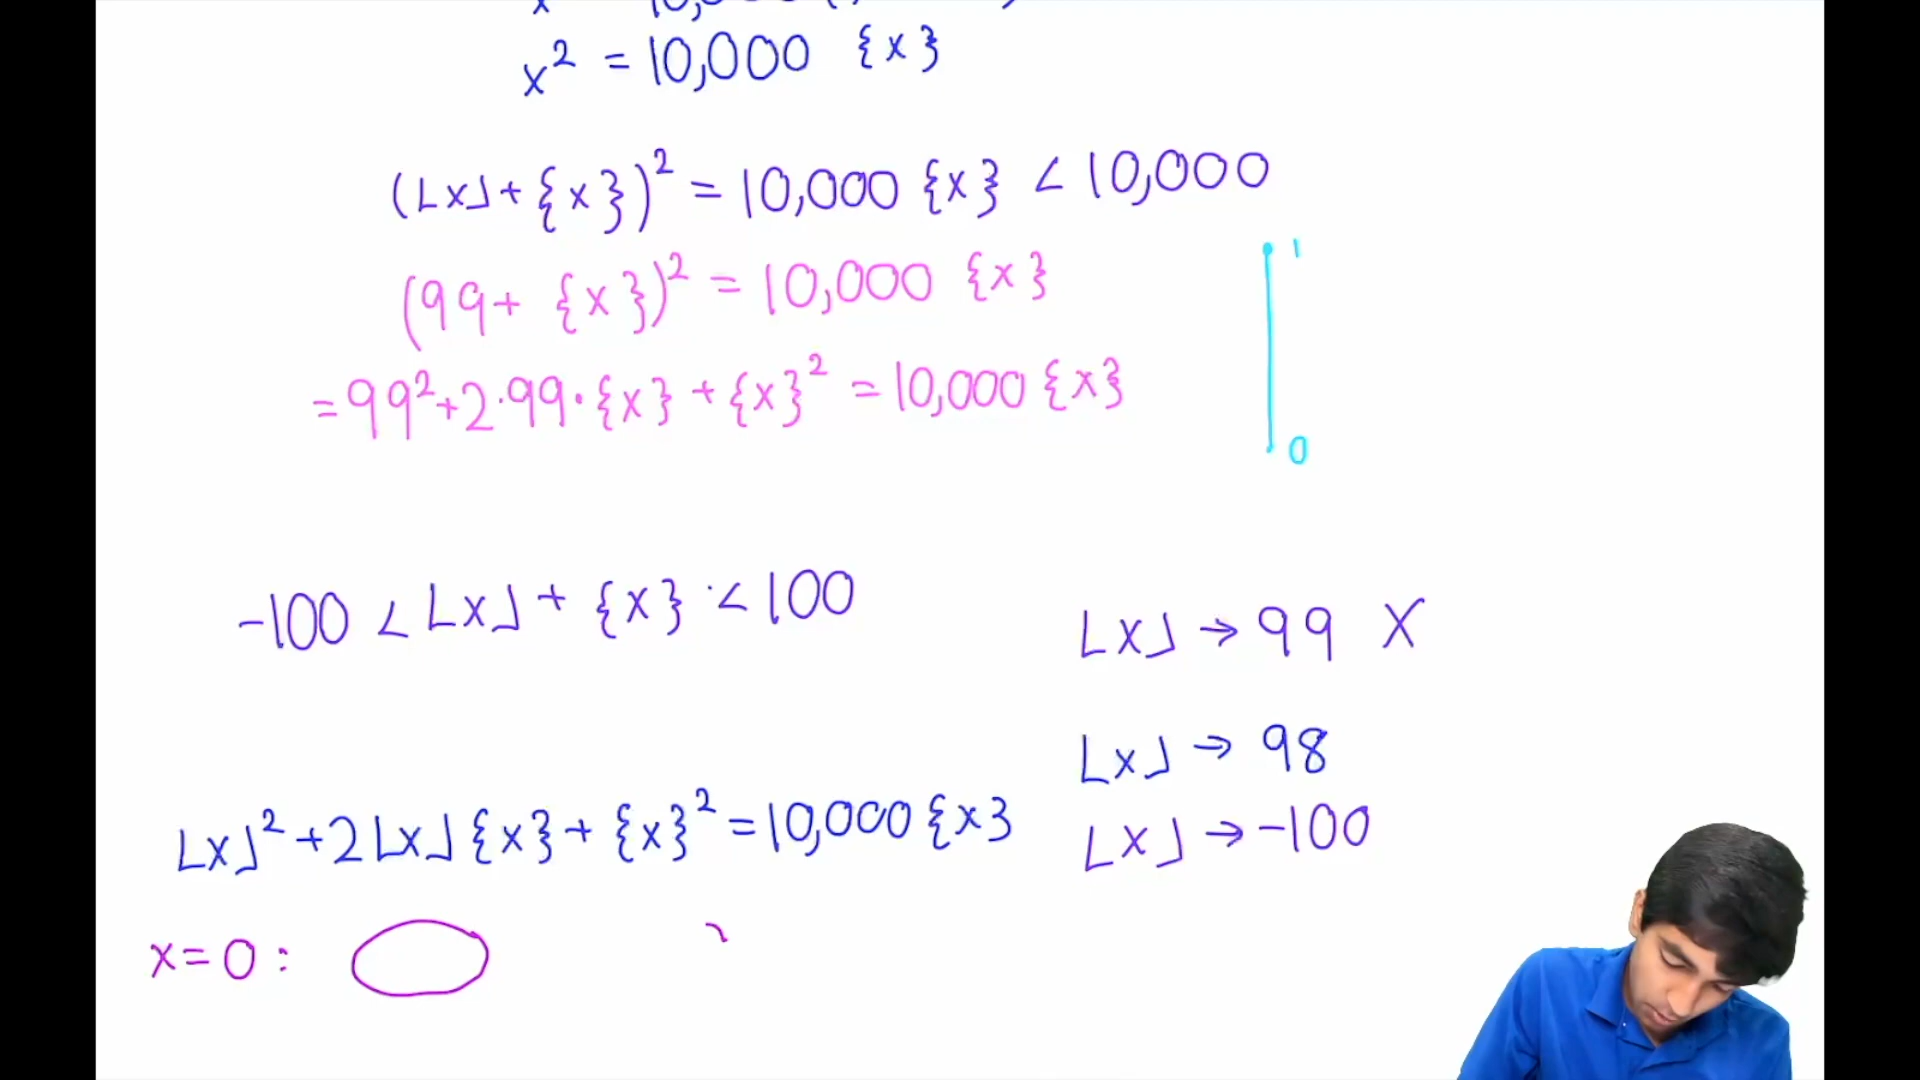 x² = 10,000 {x}
(⌊x⌋ + {x})² = 10,000 {x} < 10,000
(99 + {x})² = 10,000 {x}
1
= 99² + 2·99·{x} + {x}² = 10,000 {x}
0
-100 < ⌊x⌋ + {x} < 100
⌊x⌋ → 99 X
⌊x⌋ → 98
⌊x⌋² + 2⌊x⌋{x} + {x}² = 10,000 {x}
⌊x⌋ → -100
x = 0 :